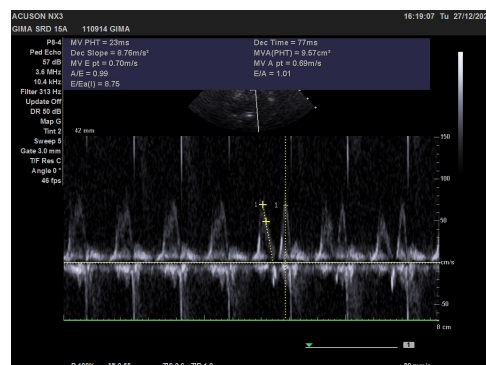 ACUSON NX3 16:19:07 Tu 27/12/202
GIMA SRD 15A 110914 GIMA
P8-4
Ped Echo
57 dB
3.6 MHz
10.4 kHz
Filter 313 Hz
Update Off
DR 50 dB
Map G
Tint 2
Sweep 5
Gate 3.0 mm
T/F Res C
Angle 0°
46 fps
MV PHT = 23ms Dec Time = 77ms
Dec Slope = 8.76m/s² MVA(PHT) = 9.57cm²
MV E pt = 0.70m/s MV A pt = 0.69m/s
A/E = 0.99 E/A = 1.01
E/Ea(l) = 8.75
42 mm
150
1 1
50
cm/s
-50
8 cm
1